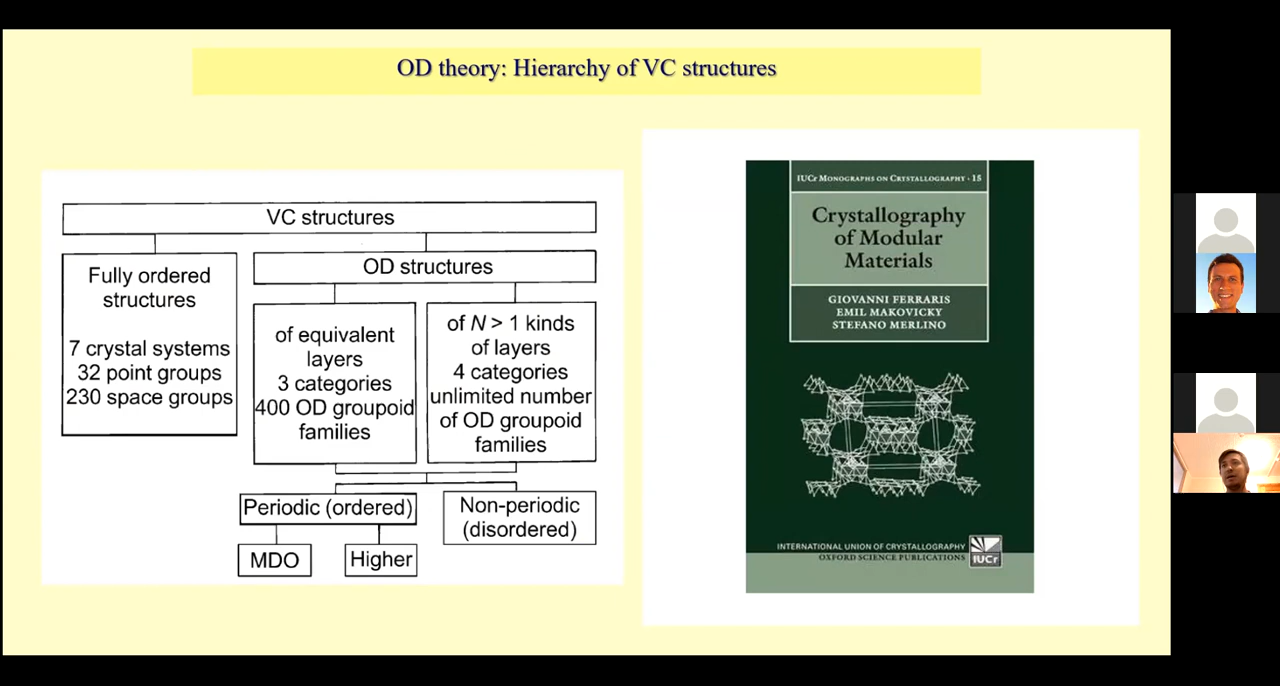 OD theory: Hierarchy of VC structures
VC structures
Fully ordered
structures
7 crystal systems
32 point groups
230 space groups
OD structures
of equivalent
layers
3 categories
400 OD groupoid
families
of N > 1 kinds
of layers
4 categories
unlimited number
of OD groupoid
families
Periodic (ordered)
Non-periodic
(disordered)
MDO
Higher
IUCr MONOGRAPHS ON CRYSTALLOGRAPHY · 15
Crystallography
of Modular
Materials
GIOVANNI FERRARIS
EMIL MAKOVICKY
STEFANO MERLINO
INTERNATIONAL UNION OF CRYSTALLOGRAPHY
OXFORD SCIENCE PUBLICATIONS
IUCr